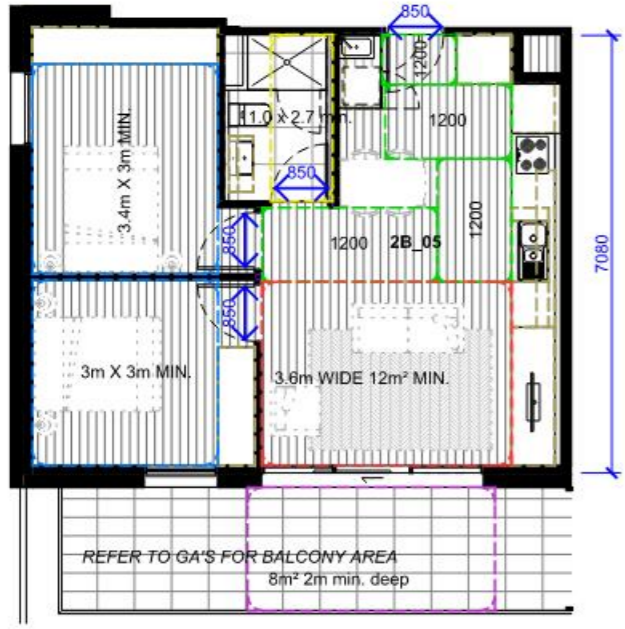 850
1200
1.0 x 2.7 min.
1200
3.4m X 3m MIN.
850
850
1200
2B_05
1200
7080
850
3m X 3m MIN.
3.6m WIDE 12m² MIN.
REFER TO GA'S FOR BALCONY AREA
8m² 2m min. deep